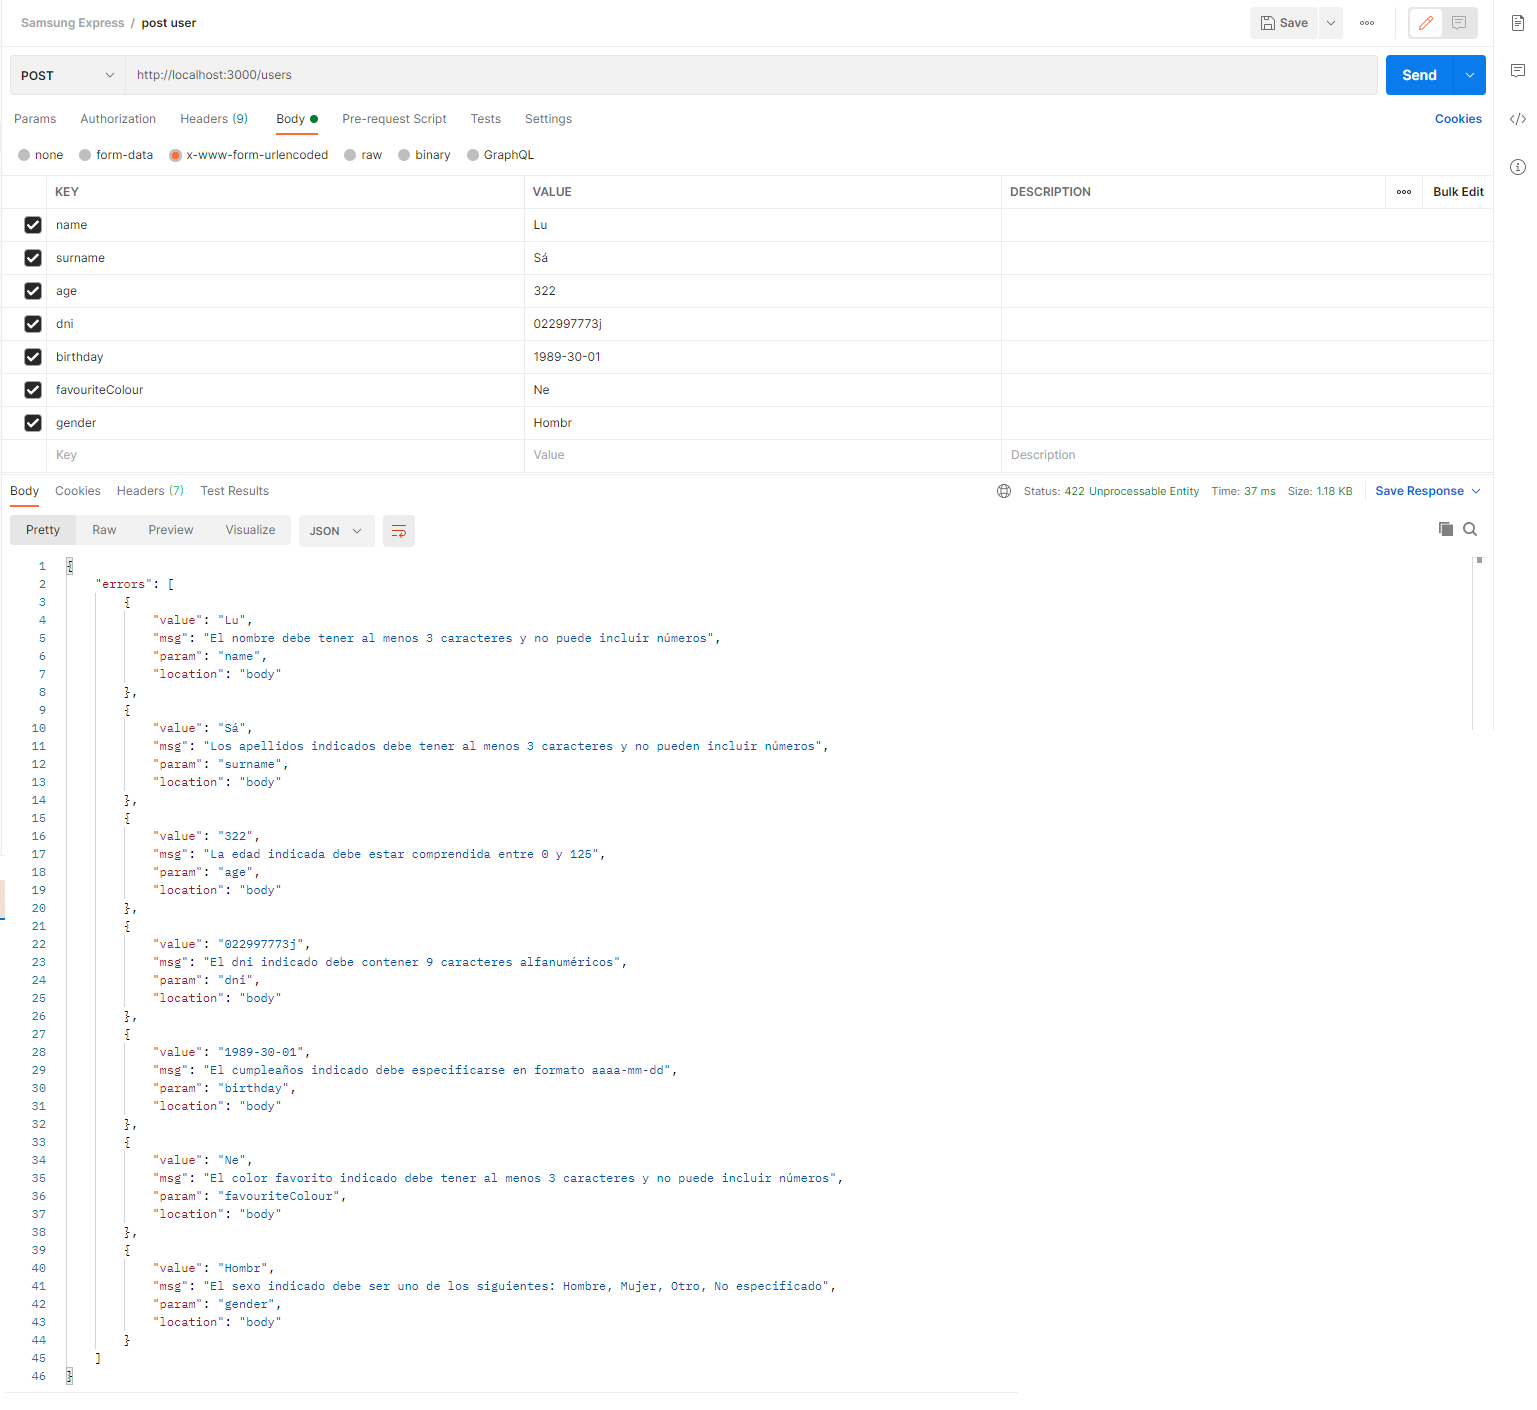 Samsung Express / post user
Save
POST http://localhost:3000/users Send
Params Authorization Headers (9) Body Pre-request Script Tests Settings Cookies
none form-data x-www-form-urlencoded raw binary GraphQL
KEY VALUE DESCRIPTION Bulk Edit
name Lu
surname Sá
age 322
dni 022997773j
birthday 1989-30-01
favouriteColour Ne
gender Hombr
Key Value Description
Body Cookies Headers (7) Test Results Status: 422 Unprocessable Entity Time: 37 ms Size: 1.18 KB Save Response
Pretty Raw Preview Visualize JSON
1 {
2 "errors": [
3 {
4 "value": "Lu",
5 "msg": "El nombre debe tener al menos 3 caracteres y no puede incluir números",
6 "param": "name",
7 "location": "body"
8 },
9 {
10 "value": "Sá",
11 "msg": "Los apellidos indicados debe tener al menos 3 caracteres y no pueden incluir números",
12 "param": "surname",
13 "location": "body"
14 },
15 {
16 "value": "322",
17 "msg": "La edad indicada debe estar comprendida entre 0 y 125",
18 "param": "age",
19 "location": "body"
20 },
21 {
22 "value": "022997773j",
23 "msg": "El dni indicado debe contener 9 caracteres alfanuméricos",
24 "param": "dni",
25 "location": "body"
26 },
27 {
28 "value": "1989-30-01",
29 "msg": "El cumpleaños indicado debe especificarse en formato aaaa-mm-dd",
30 "param": "birthday",
31 "location": "body"
32 },
33 {
34 "value": "Ne",
35 "msg": "El color favorito indicado debe tener al menos 3 caracteres y no puede incluir números",
36 "param": "favouriteColour",
37 "location": "body"
38 },
39 {
40 "value": "Hombr",
41 "msg": "El sexo indicado debe ser uno de los siguientes: Hombre, Mujer, Otro, No especificado",
42 "param": "gender",
43 "location": "body"
44 }
45 ]
46 }